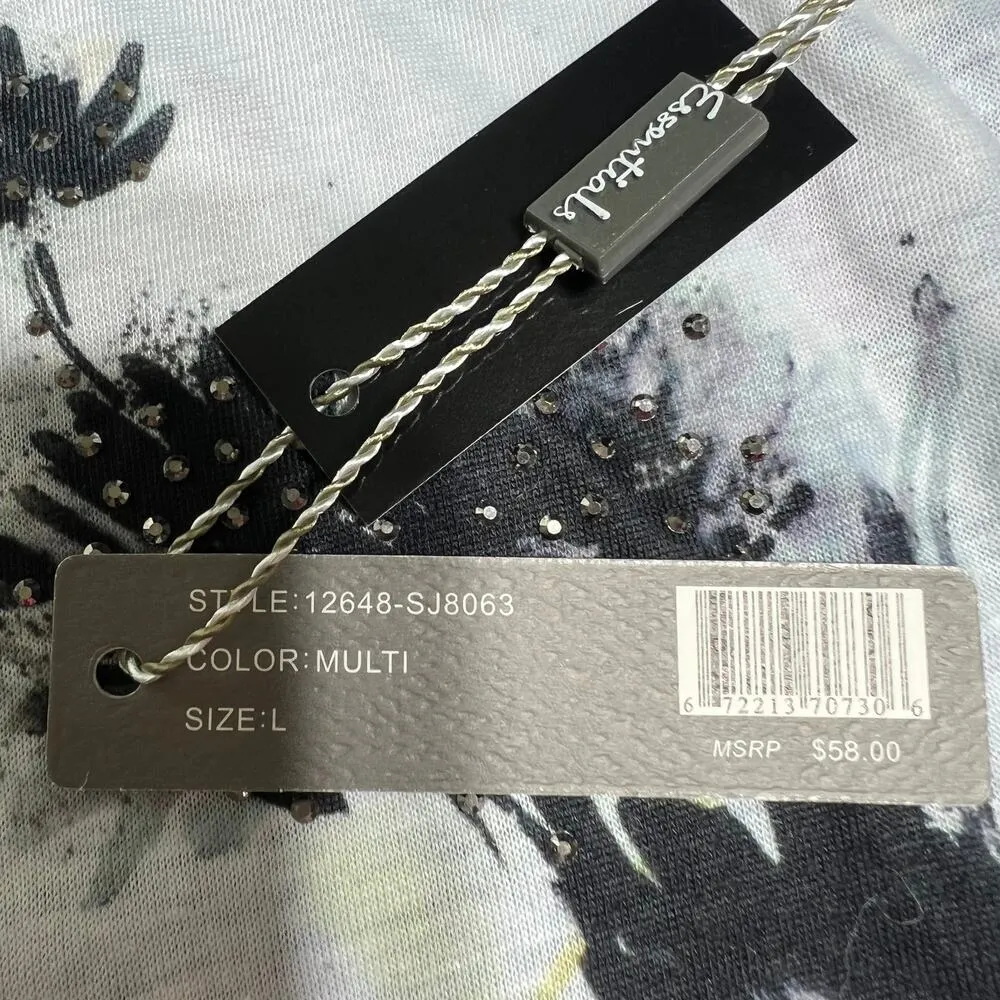 Essentials
STYLE:12648-SJ8063
COLOR:MULTI
SIZE:L
6 72213 70730 6
MSRP $58.00